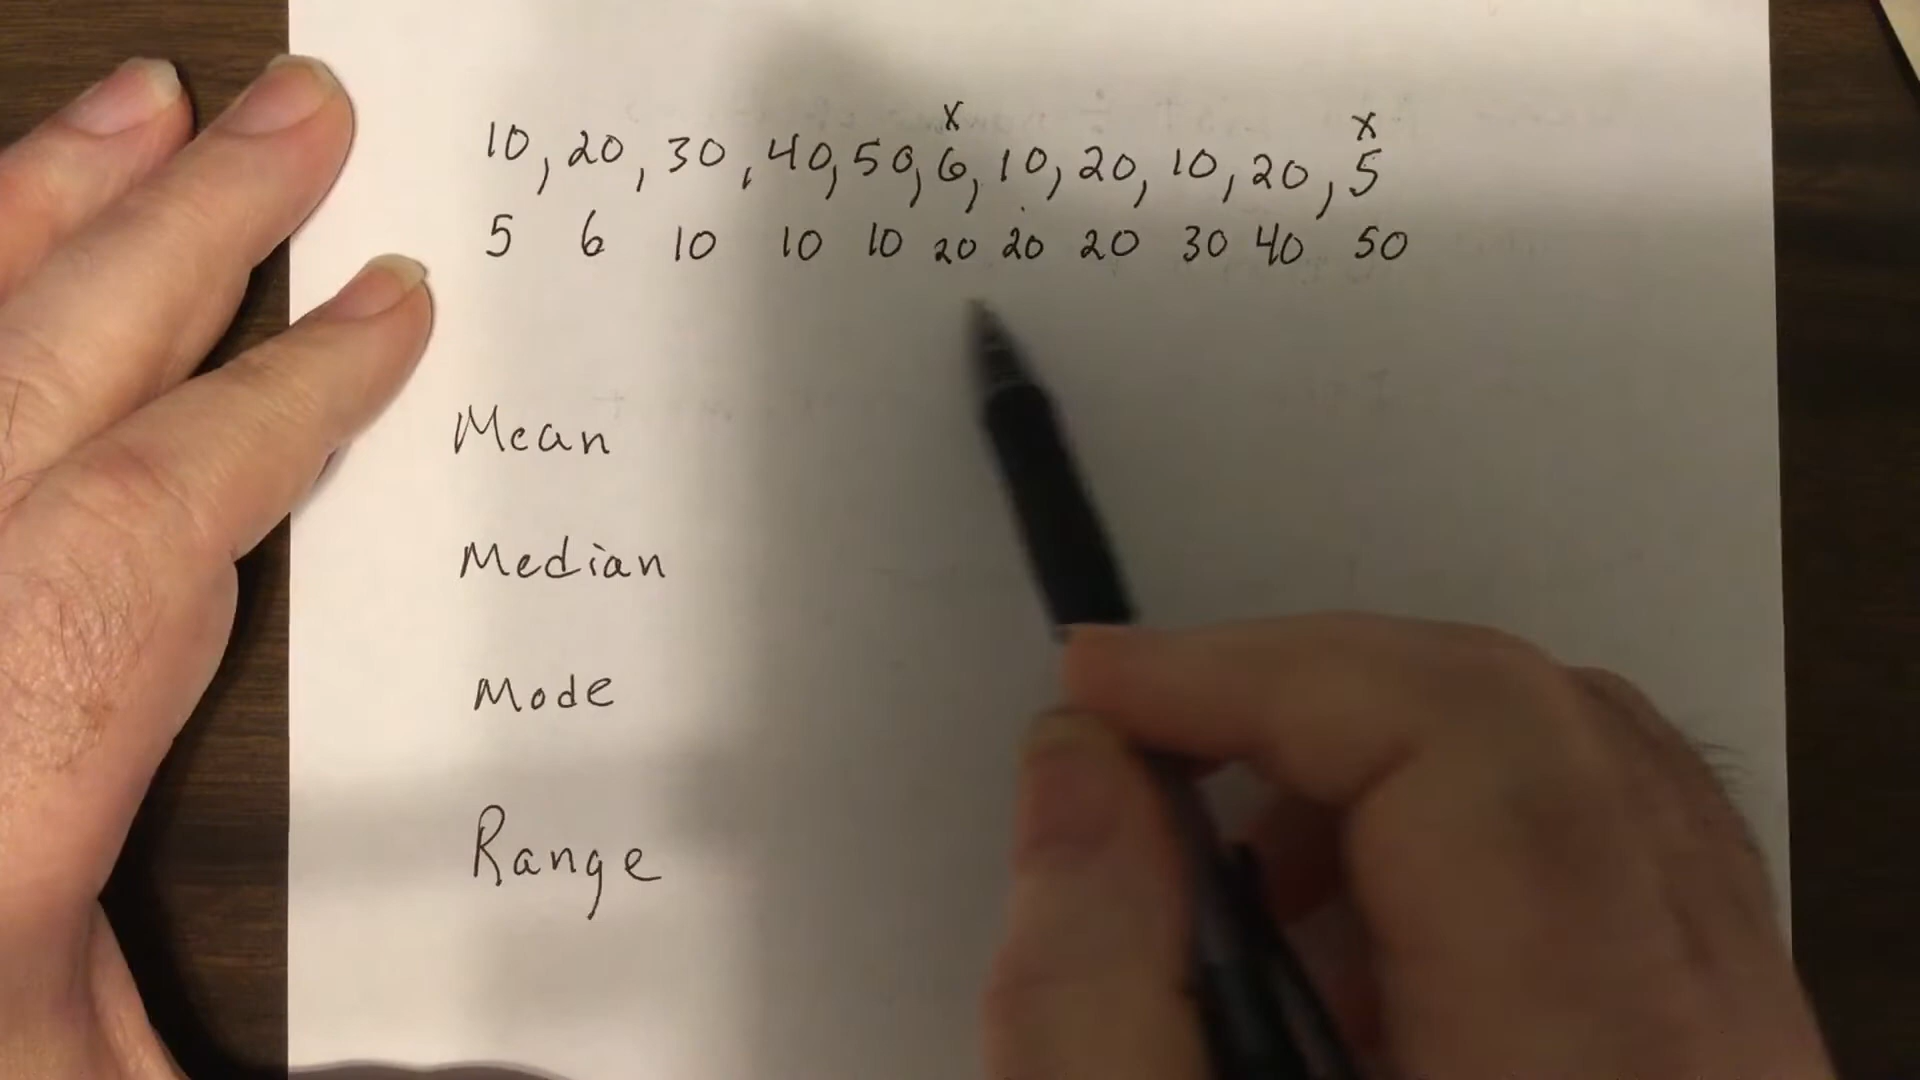 x x
10, 20, 30, 40, 50, 6, 10, 20, 10, 20, 5
5 6 10 10 10 20 20 20 30 40 50
Mean
Median
Mode
Range